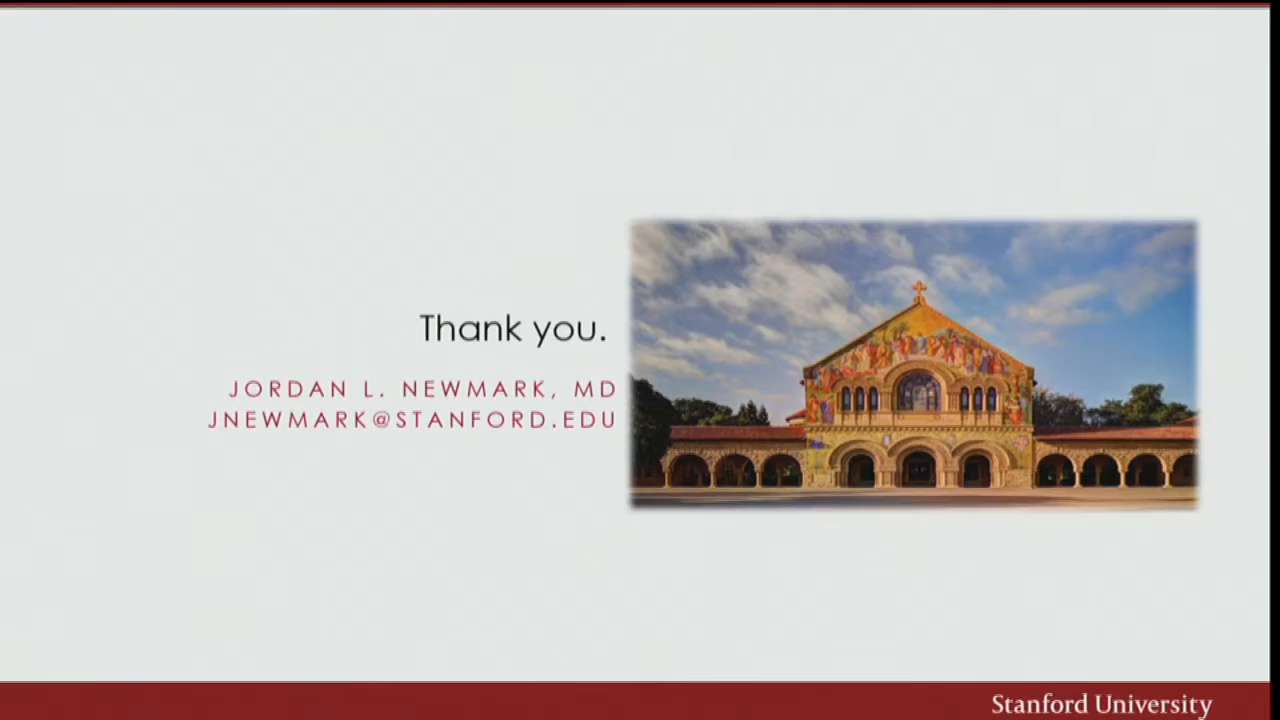 Thank you.
JORDAN L. NEWMARK, MD
JNEWMARK@STANFORD.EDU
Stanford University